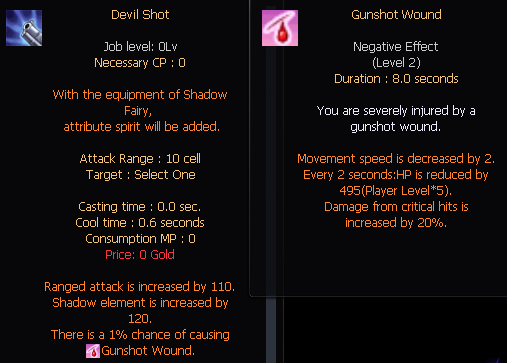 Devil Shot
Job level: 0Lv
Necessary CP : 0
With the equipment of Shadow
Fairy,
attribute spirit will be added.
Attack Range : 10 cell
Target : Select One
Casting time : 0.0 sec.
Cool time : 0.6 seconds
Consumption MP : 0
Price: 0 Gold
Ranged attack is increased by 110.
Shadow element is increased by
120.
There is a 1% chance of causing
Gunshot Wound.
Gunshot Wound
Negative Effect
(Level 2)
Duration : 8.0 seconds
You are severely injured by a
gunshot wound.
Movement speed is decreased by 2.
Every 2 seconds:HP is reduced by
495(Player Level*5).
Damage from critical hits is
increased by 20%.